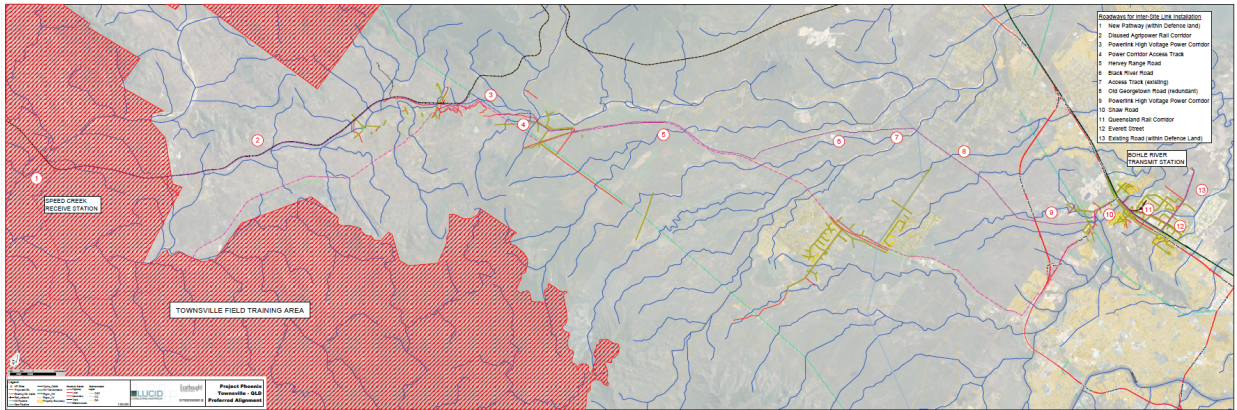 Roadways for Inter-Site Link Installation
1 New Pathway (within Defence land)
2 Disused Agripower Rail Corridor
3 Powerlink High Voltage Power Corridor
4 Power Corridor Access Track
5 Hervey Range Road
6 Black River Road
7 Access Track (existing)
8 Old Georgetown Road (redundant)
9 Powerlink High Voltage Power Corridor
10 Shaw Road
11 Queensland Rail Corridor
12 Everett Street
13 Existing Road (within Defence Land)
BOHLE RIVER
TRANSMIT STATION
3
4
5
6
7
2
8
1
13
SPEED CREEK
RECEIVE STATION
9
10
11
12
TOWNSVILLE FIELD TRAINING AREA
Legend
LUCID
Project Phoenix
Townsville - QLD
Preferred Alignment